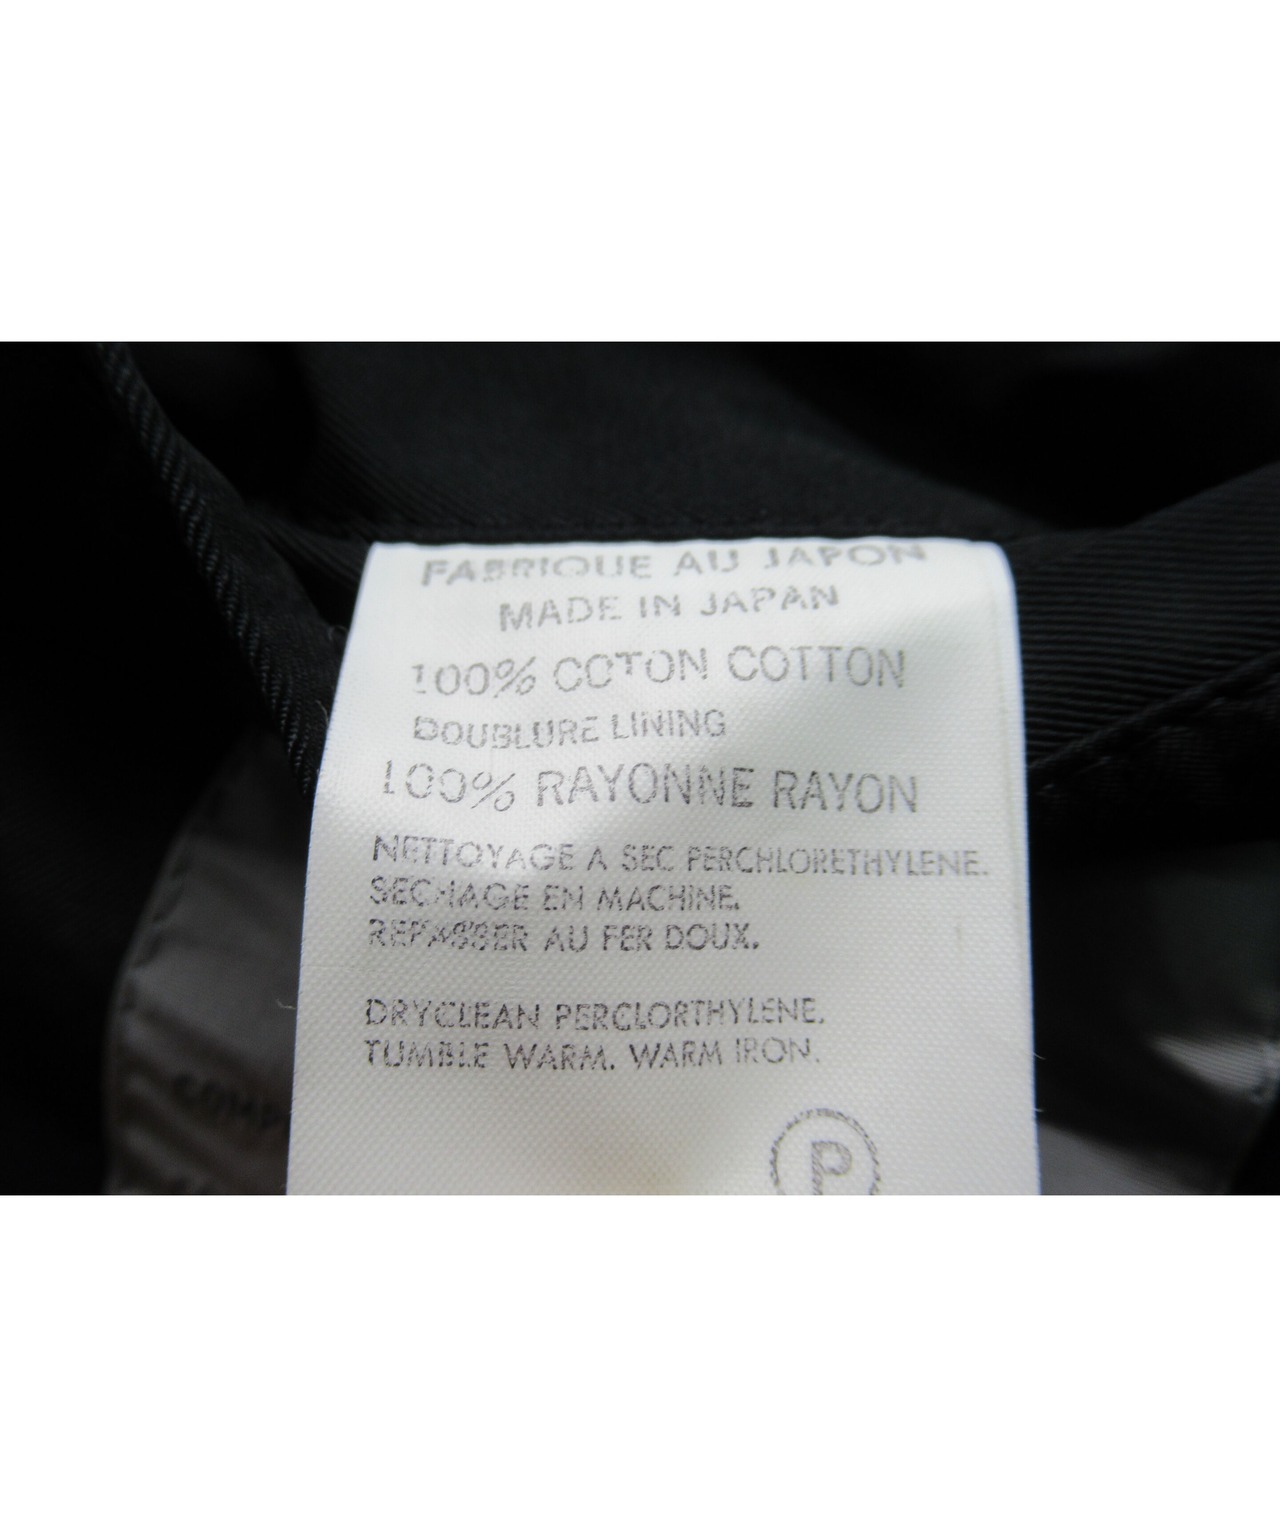 FABRIQUE AU JAPON
MADE IN JAPAN
100% COTON COTTON
DOUBLURE LINING
100% RAYONNE RAYON
NETTOYAGE A SEC PERCHLORETHYLENE.
SECHAGE EN MACHINE.
REPASSER AU FER DOUX.
DRYCLEAN PERCLORTHYLENE.
TUMBLE WARM. WARM IRON.
P
COMP